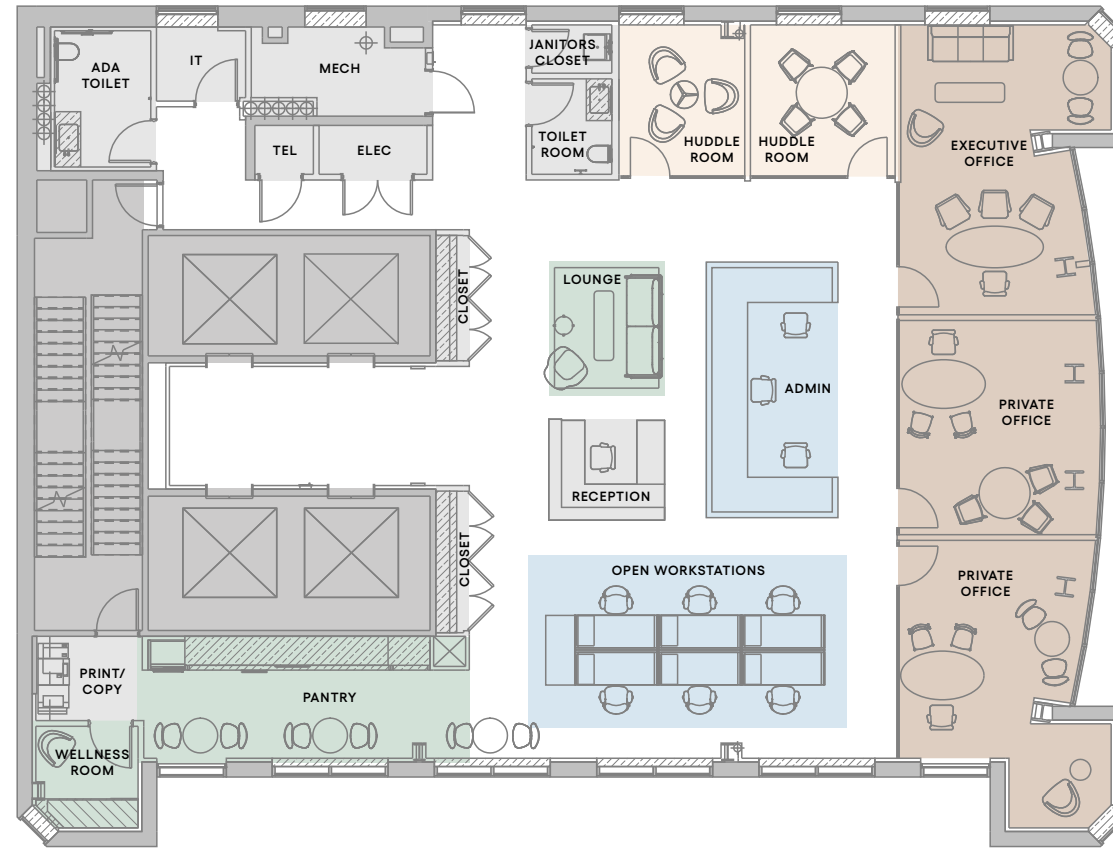 ADA
TOILET
IT
MECH
JANITORS
CLOSET
TEL
ELEC
TOILET
ROOM
HUDDLE
ROOM
HUDDLE
ROOM
EXECUTIVE
OFFICE
CLOSET
LOUNGE
ADMIN
PRIVATE
OFFICE
RECEPTION
CLOSET
OPEN WORKSTATIONS
PRIVATE
OFFICE
PRINT/
COPY
PANTRY
WELLNESS
ROOM